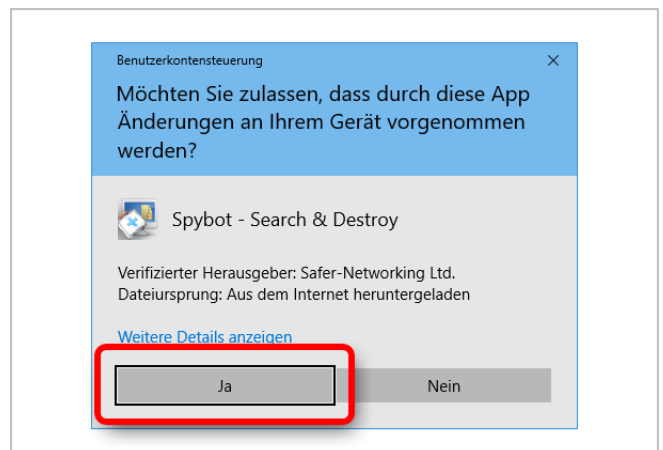 Benutzerkontensteuerung
Möchten Sie zulassen, dass durch diese App
Änderungen an Ihrem Gerät vorgenommen
werden?
Spybot - Search & Destroy
Verifizierter Herausgeber: Safer-Networking Ltd.
Dateiursprung: Aus dem Internet heruntergeladen
Weitere Details anzeigen
Ja Nein